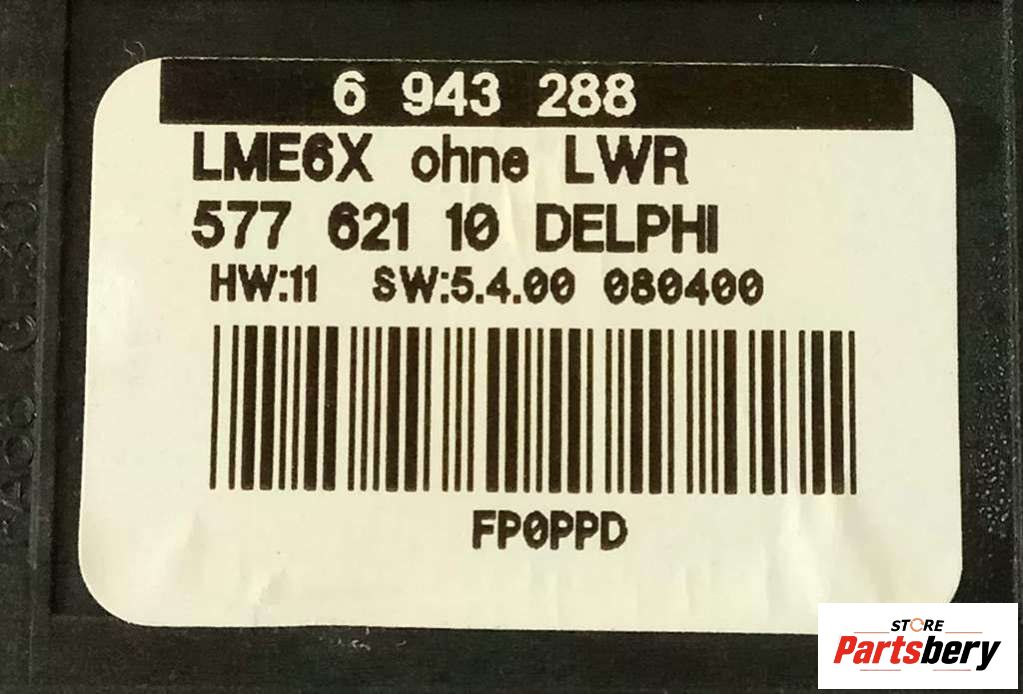 6 943 288
LME6X ohne LWR
577 621 10 DELPHI
HW:11 SW:5.4.00 080400
FP0PPD
STORE
Partsbery